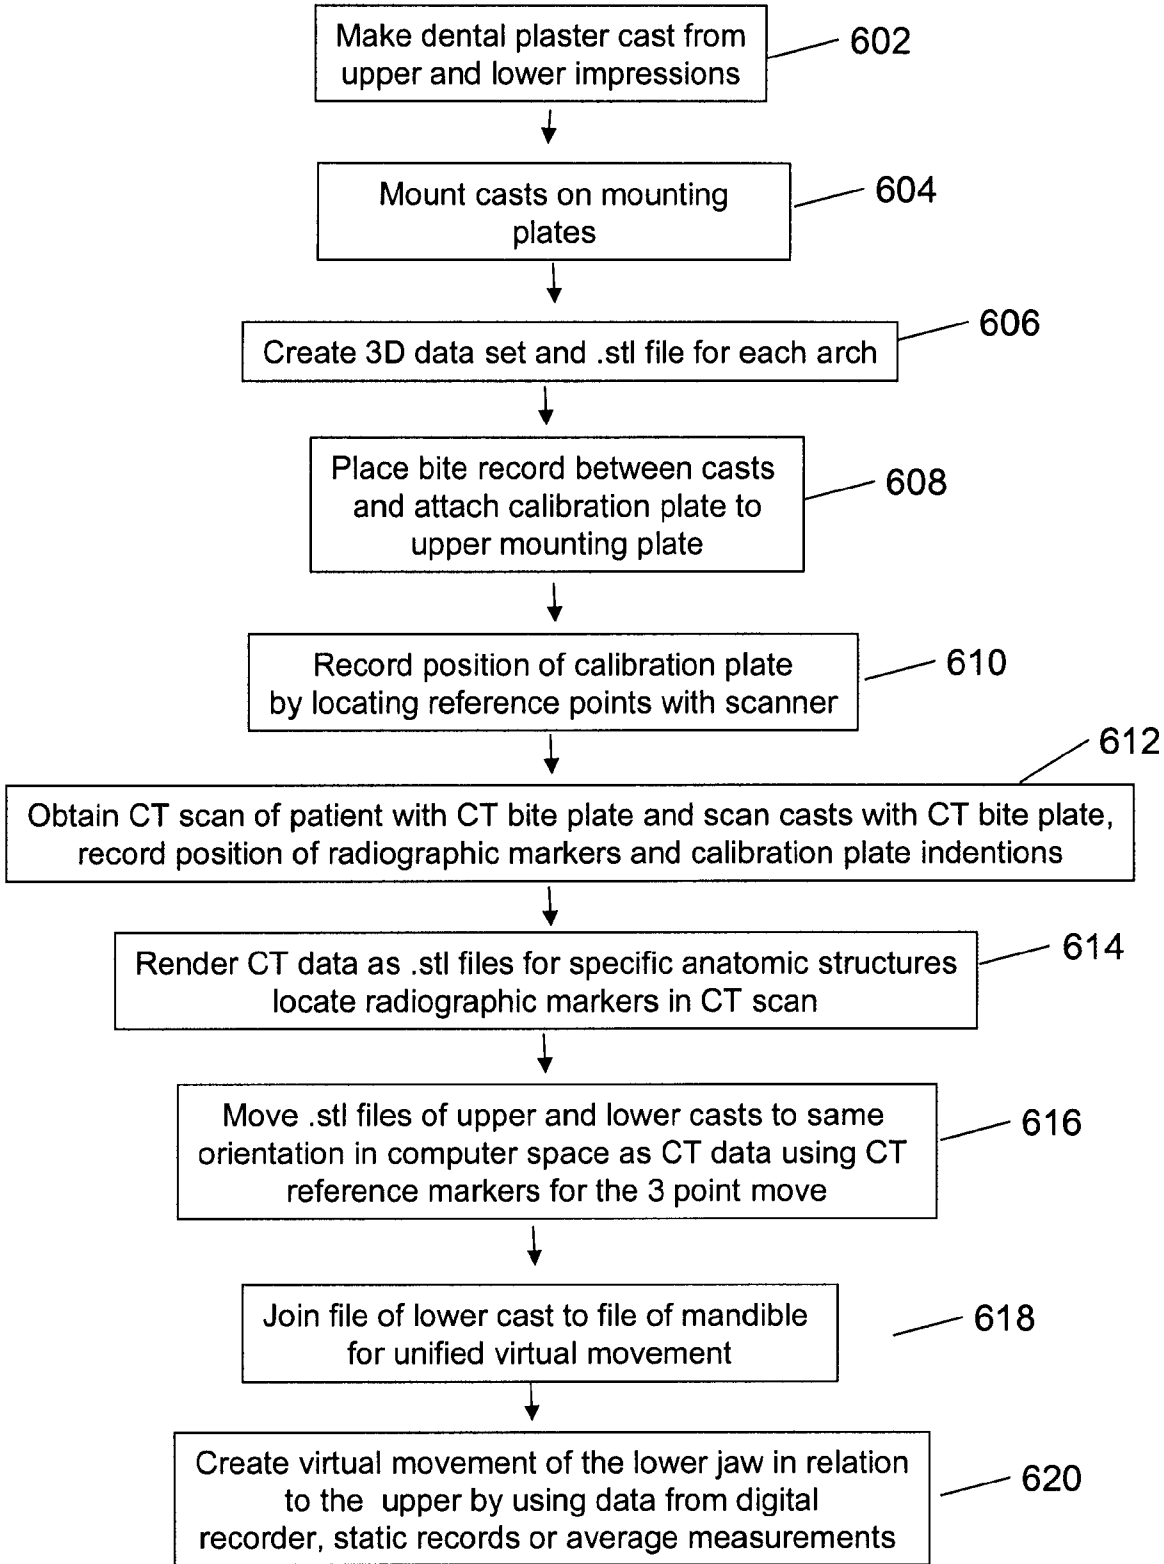 Make dental plaster cast from
upper and lower impressions
602
Mount casts on mounting
plates
604
Create 3D data set and .stl file for each arch
606
Place bite record between casts
and attach calibration plate to
upper mounting plate
608
Record position of calibration plate
by locating reference points with scanner
610
Obtain CT scan of patient with CT bite plate and scan casts with CT bite plate,
record position of radiographic markers and calibration plate indentions
612
Render CT data as .stl files for specific anatomic structures
locate radiographic markers in CT scan
614
Move .stl files of upper and lower casts to same
orientation in computer space as CT data using CT
reference markers for the 3 point move
616
Join file of lower cast to file of mandible
for unified virtual movement
618
Create virtual movement of the lower jaw in relation
to the upper by using data from digital
recorder, static records or average measurements
620